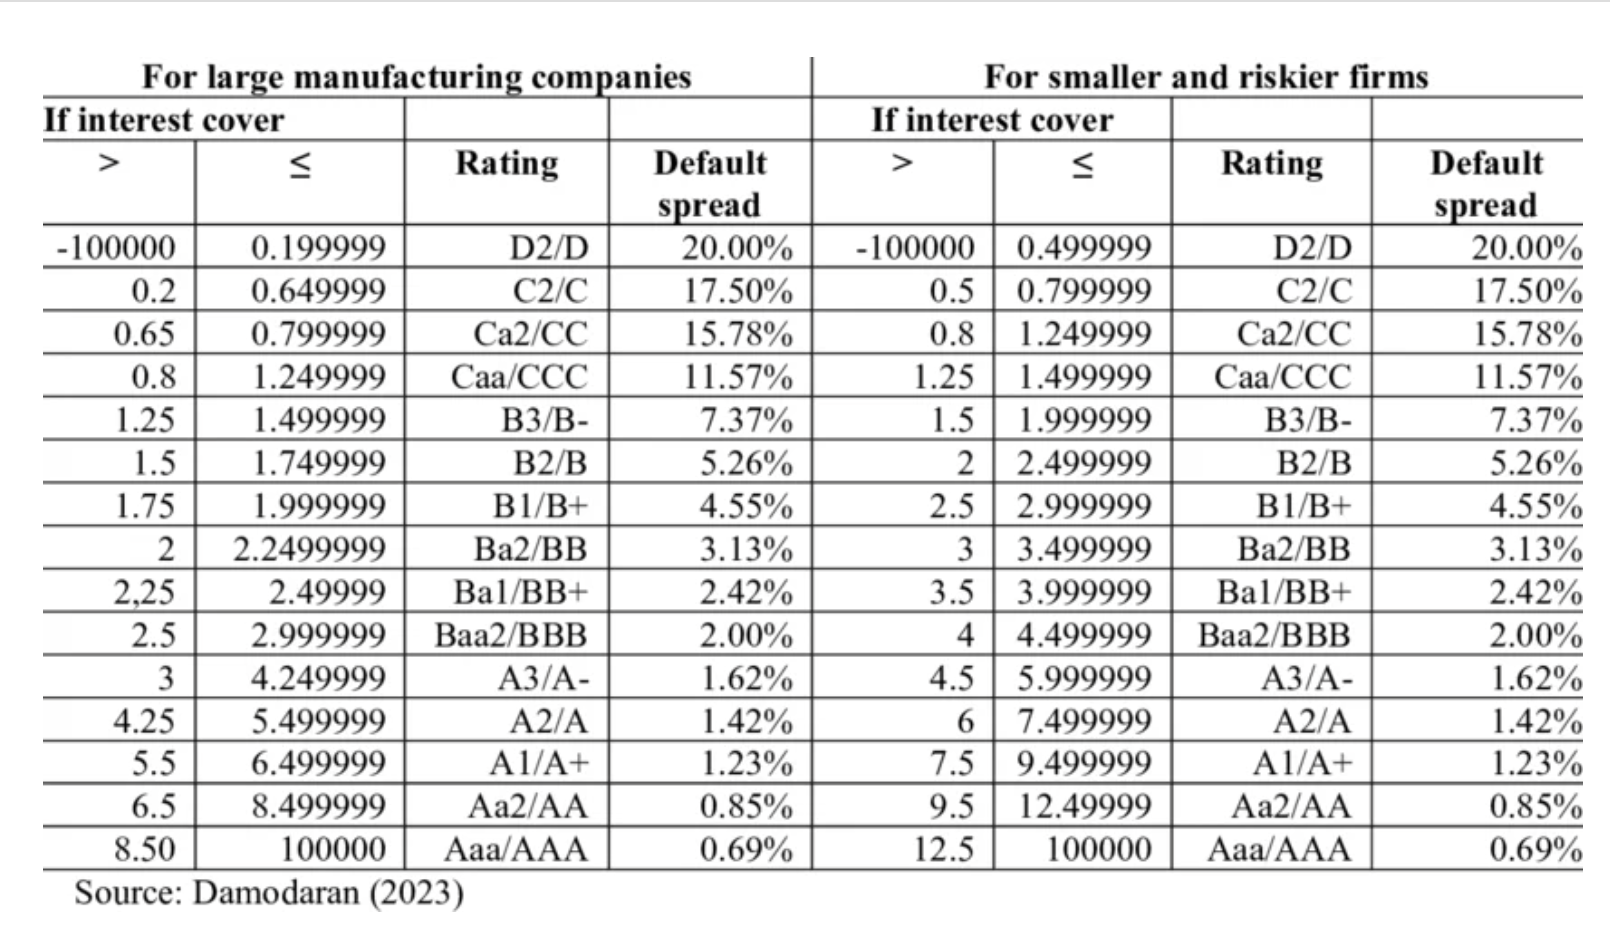 For large manufacturing companies For smaller and riskier firms
If interest cover If interest cover
> ≤ Rating Default spread > ≤ Rating Default spread
-100000 0.199999 D2/D 20.00% -100000 0.499999 D2/D 20.00%
0.2 0.649999 C2/C 17.50% 0.5 0.799999 C2/C 17.50%
0.65 0.799999 Ca2/CC 15.78% 0.8 1.249999 Ca2/CC 15.78%
0.8 1.249999 Caa/CCC 11.57% 1.25 1.499999 Caa/CCC 11.57%
1.25 1.499999 B3/B- 7.37% 1.5 1.999999 B3/B- 7.37%
1.5 1.749999 B2/B 5.26% 2 2.499999 B2/B 5.26%
1.75 1.999999 B1/B+ 4.55% 2.5 2.999999 B1/B+ 4.55%
2 2.2499999 Ba2/BB 3.13% 3 3.499999 Ba2/BB 3.13%
2,25 2.49999 Ba1/BB+ 2.42% 3.5 3.999999 Ba1/BB+ 2.42%
2.5 2.999999 Baa2/BBB 2.00% 4 4.499999 Baa2/BBB 2.00%
3 4.249999 A3/A- 1.62% 4.5 5.999999 A3/A- 1.62%
4.25 5.499999 A2/A 1.42% 6 7.499999 A2/A 1.42%
5.5 6.499999 A1/A+ 1.23% 7.5 9.499999 A1/A+ 1.23%
6.5 8.499999 Aa2/AA 0.85% 9.5 12.49999 Aa2/AA 0.85%
8.50 100000 Aaa/AAA 0.69% 12.5 100000 Aaa/AAA 0.69%
Source: Damodaran (2023)